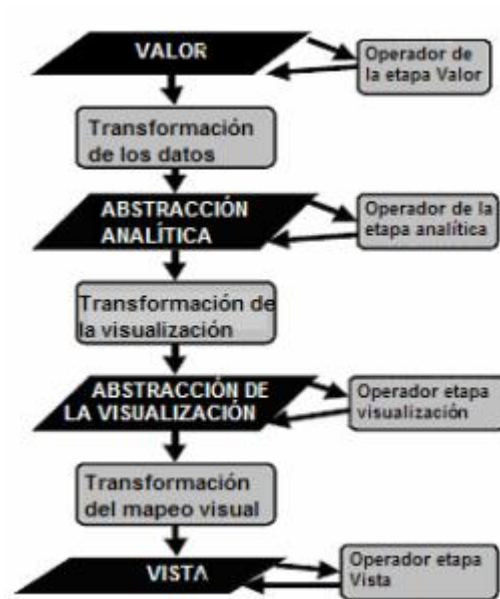 VALOR
Operador de
la etapa Valor
Transformación
de los datos
ABSTRACCIÓN
ANALÍTICA
Operador de la
etapa analítica
Transformación de
la visualización
ABSTRACCIÓN DE
LA VISUALIZACIÓN
Operador etapa
visualización
Transformación
del mapeo visual
VISTA
Operador etapa
Vista